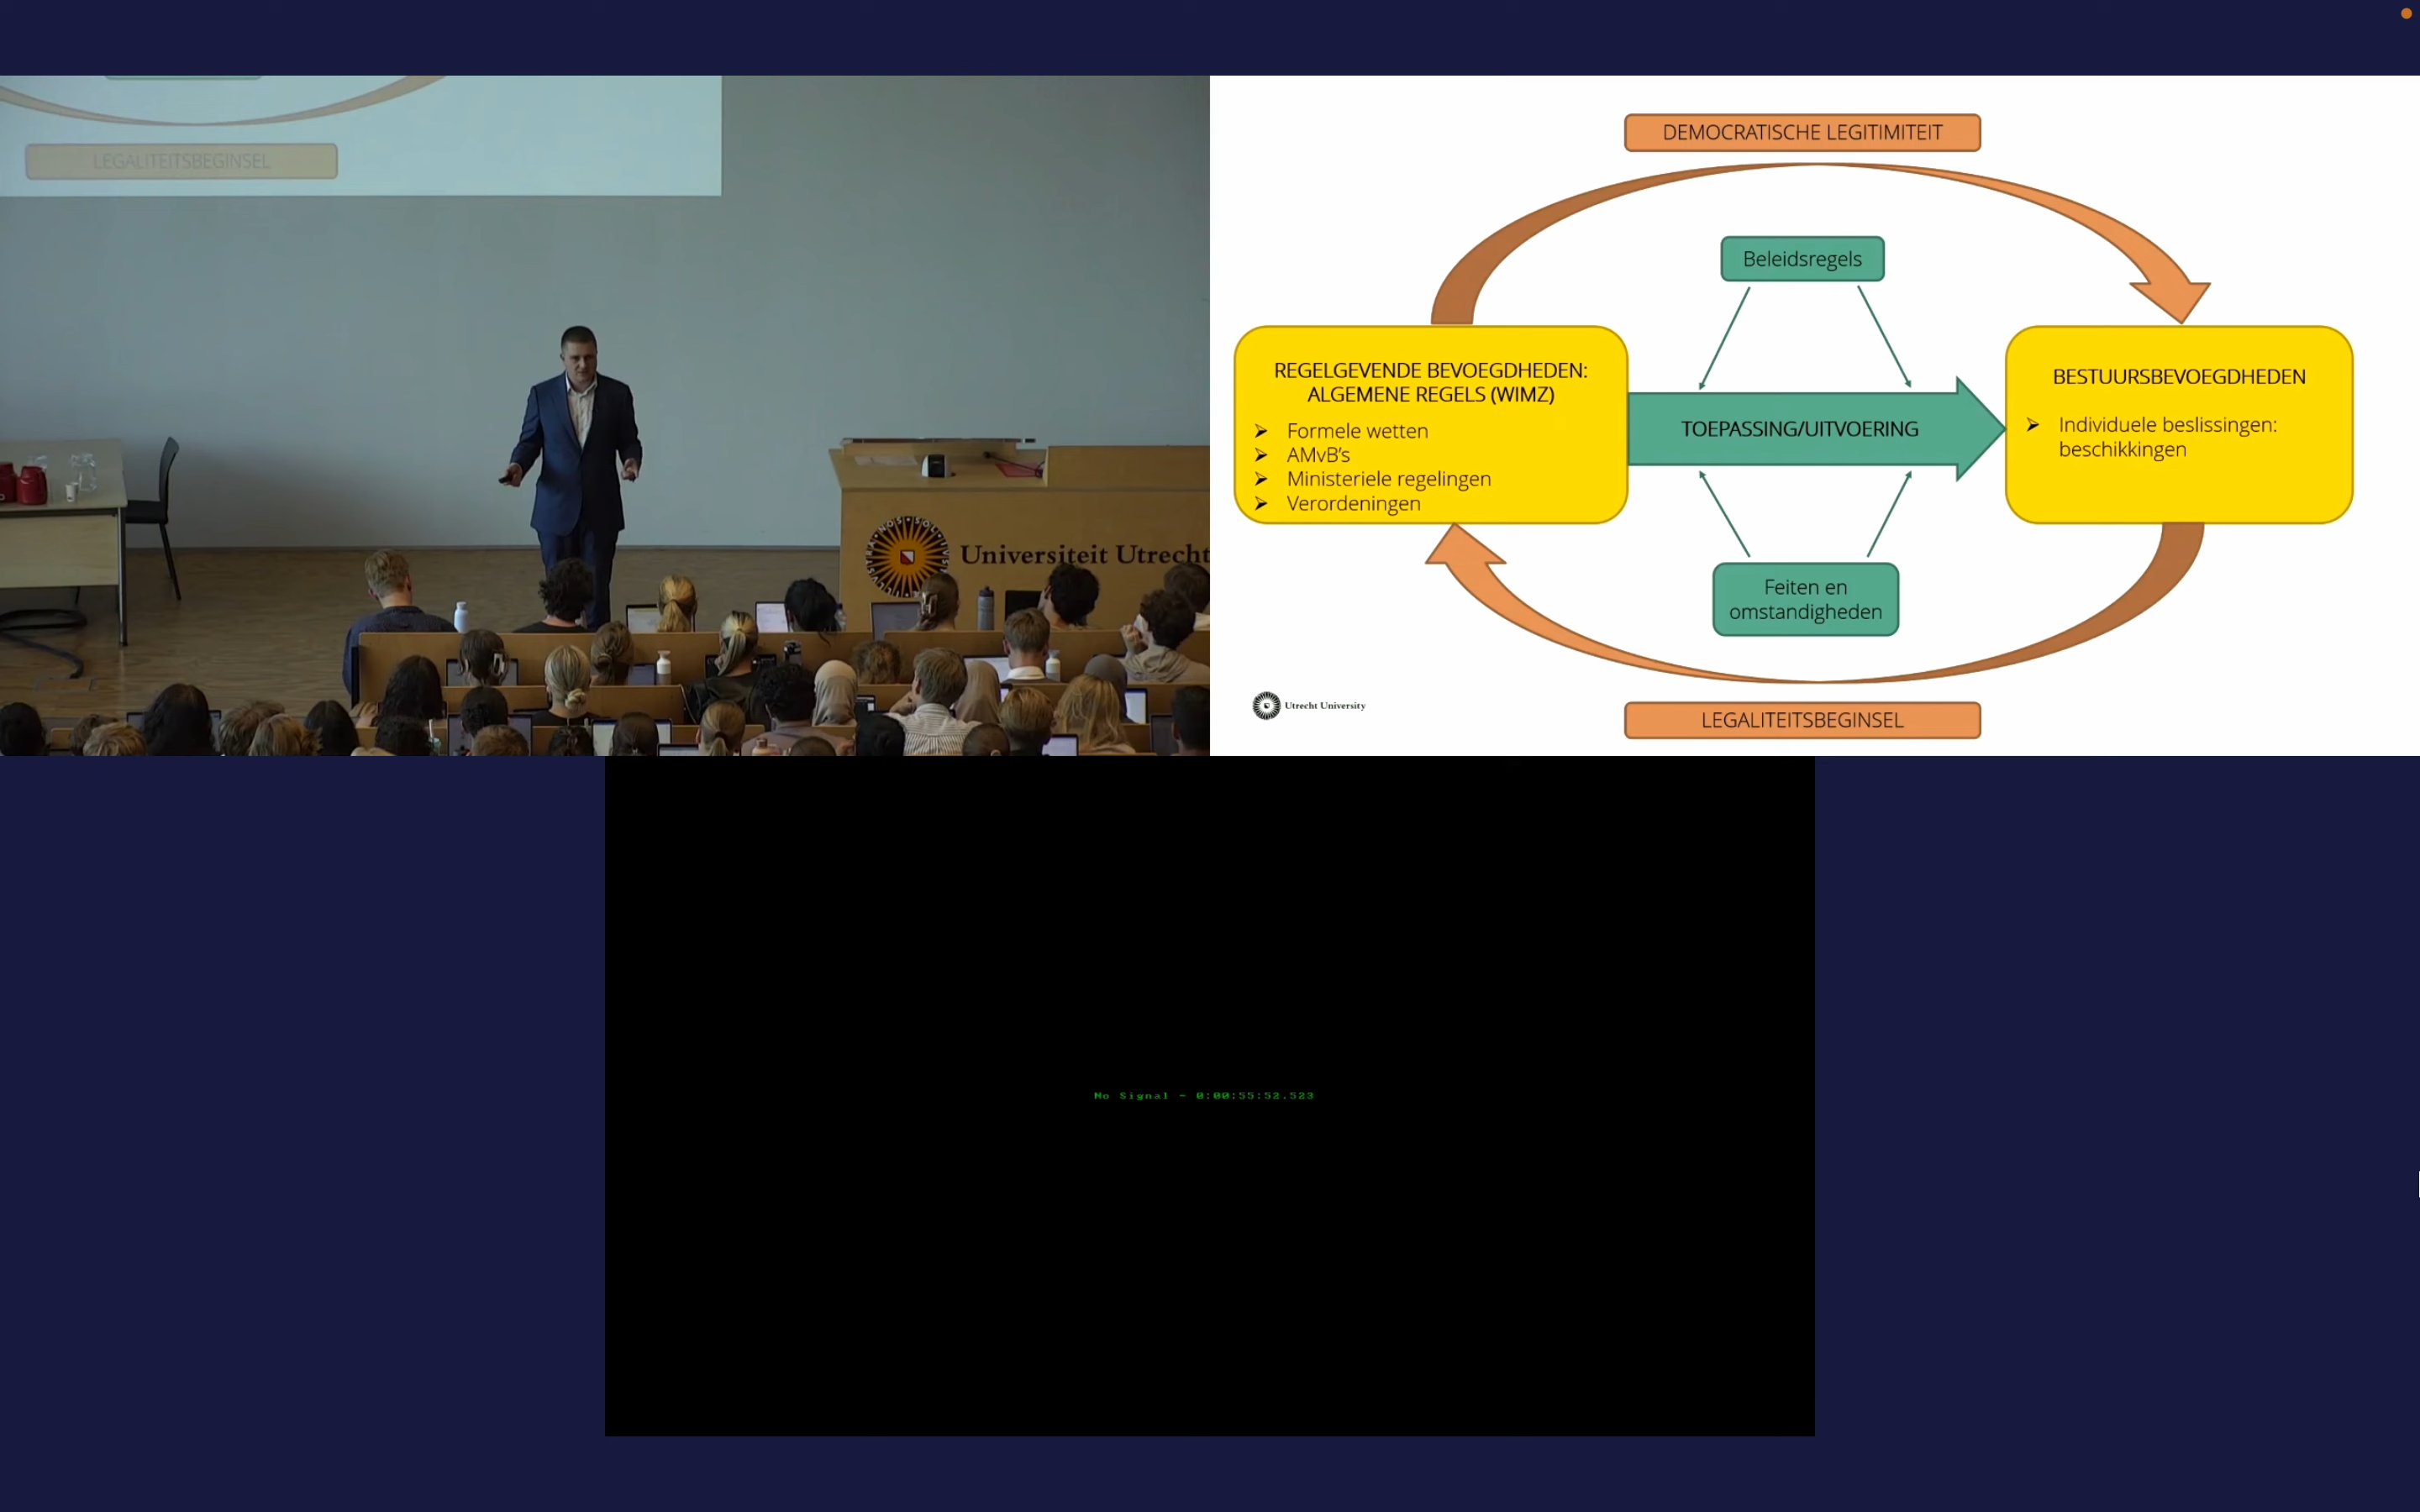 LEGALITEITSBEGINSEL
Universiteit Utrecht
DEMOCRATISCHE LEGITIMITEIT
Beleidsregels
REGELGEVENDE BEVOEGDHEDEN:
ALGEMENE REGELS (WIMZ)
➢ Formele wetten
➢ AMvB's
➢ Ministeriele regelingen
➢ Verordeningen
TOEPASSING/UITVOERING
BESTUURSBEVOEGDHEDEN
➢ Individuele beslissingen:
beschikkingen
Feiten en
omstandigheden
Utrecht University
LEGALITEITSBEGINSEL
No Signal - 0:00:55:52.523